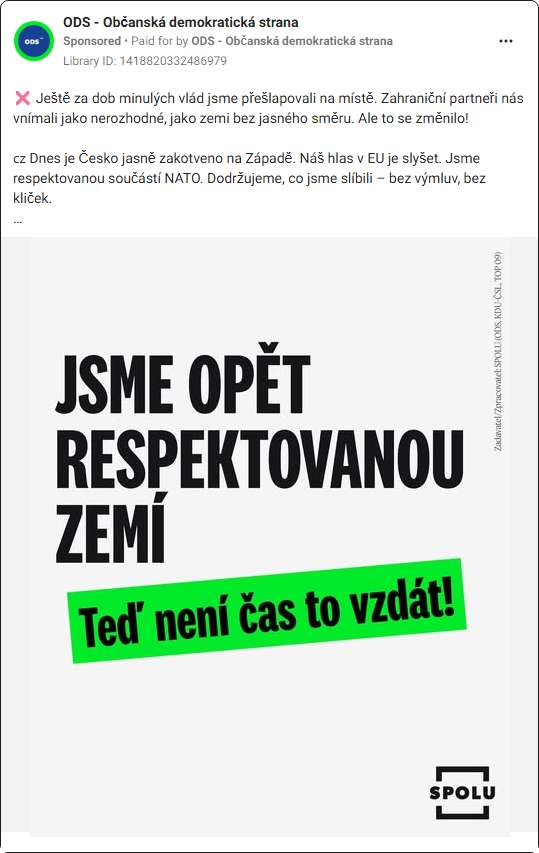 ODS - Občanská demokratická strana
Sponsored • Paid for by ODS - Občanská demokratická strana
Library ID: 1418820332486979
ODS
❌ Ještě za dob minulých vlád jsme přešlapovali na místě. Zahraniční partneři nás
vnímali jako nerozhodné, jako zemi bez jasného směru. Ale to se změnilo!
cz Dnes je Česko jasně zakotveno na Západě. Náš hlas v EU je slyšet. Jsme
respektovanou součástí NATO. Dodržujeme, co jsme slíbili – bez výmluv, bez
kliček.
...
Zadavatel/Zpracovatel: SPOLU (ODS, KDU-ČSL, TOP 09)
JSME OPĚT
RESPEKTOVANOU
ZEMÍ
Teď není čas to vzdát!
SPOLU